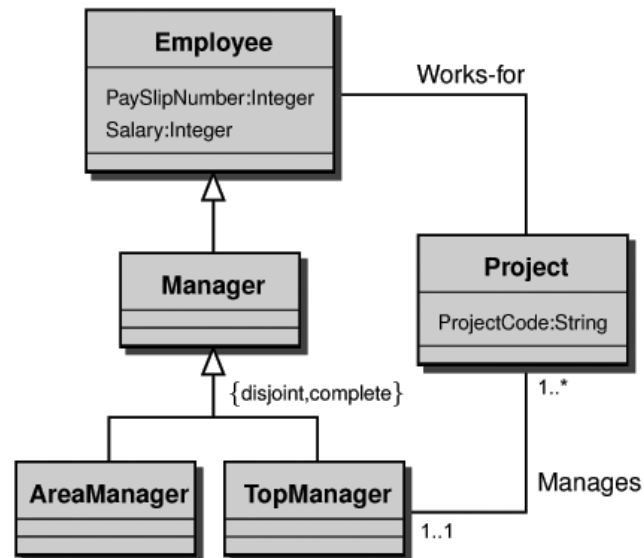 Employee
PaySlipNumber:Integer
Salary:Integer
Works-for
Manager
Project
ProjectCode:String
{disjoint,complete}
1..*
AreaManager
TopManager
Manages
1..1